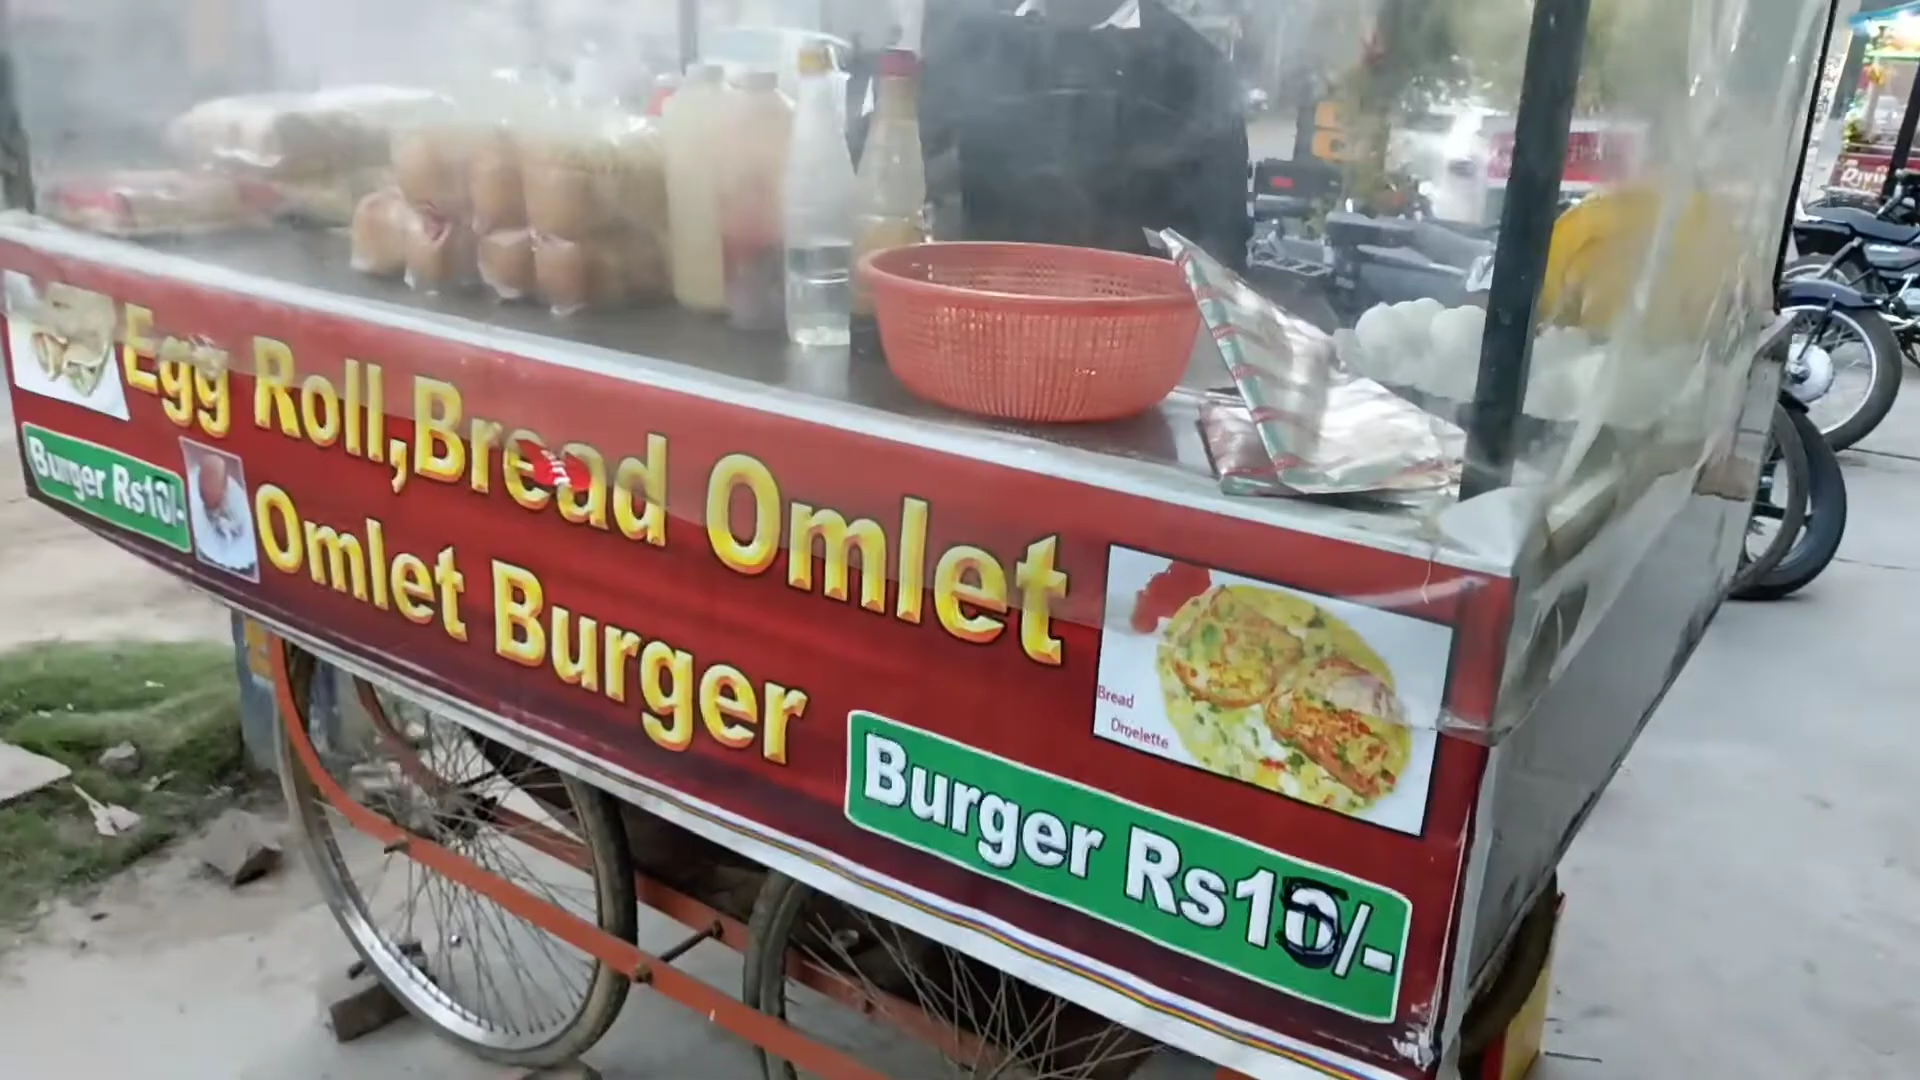 Egg Roll,Bread Omlet
Burger Rs10/-
Omlet Burger
Bread
Omelette
Burger Rs10/-